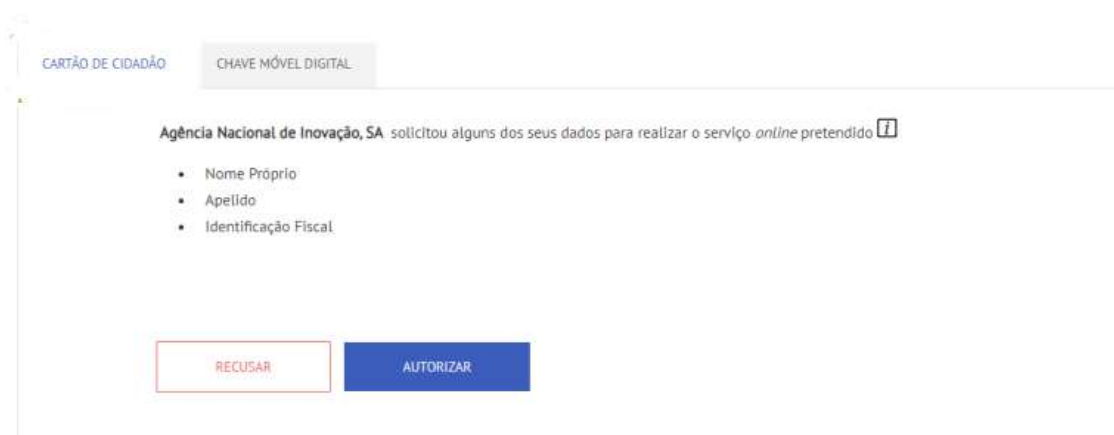 CARTÃO DE CIDADÃO CHAVE MÓVEL DIGITAL
Agência Nacional de Inovação, SA solicitou alguns dos seus dados para realizar o serviço online pretendido i
• Nome Próprio
• Apelido
• Identificação Fiscal
RECUSAR AUTORIZAR